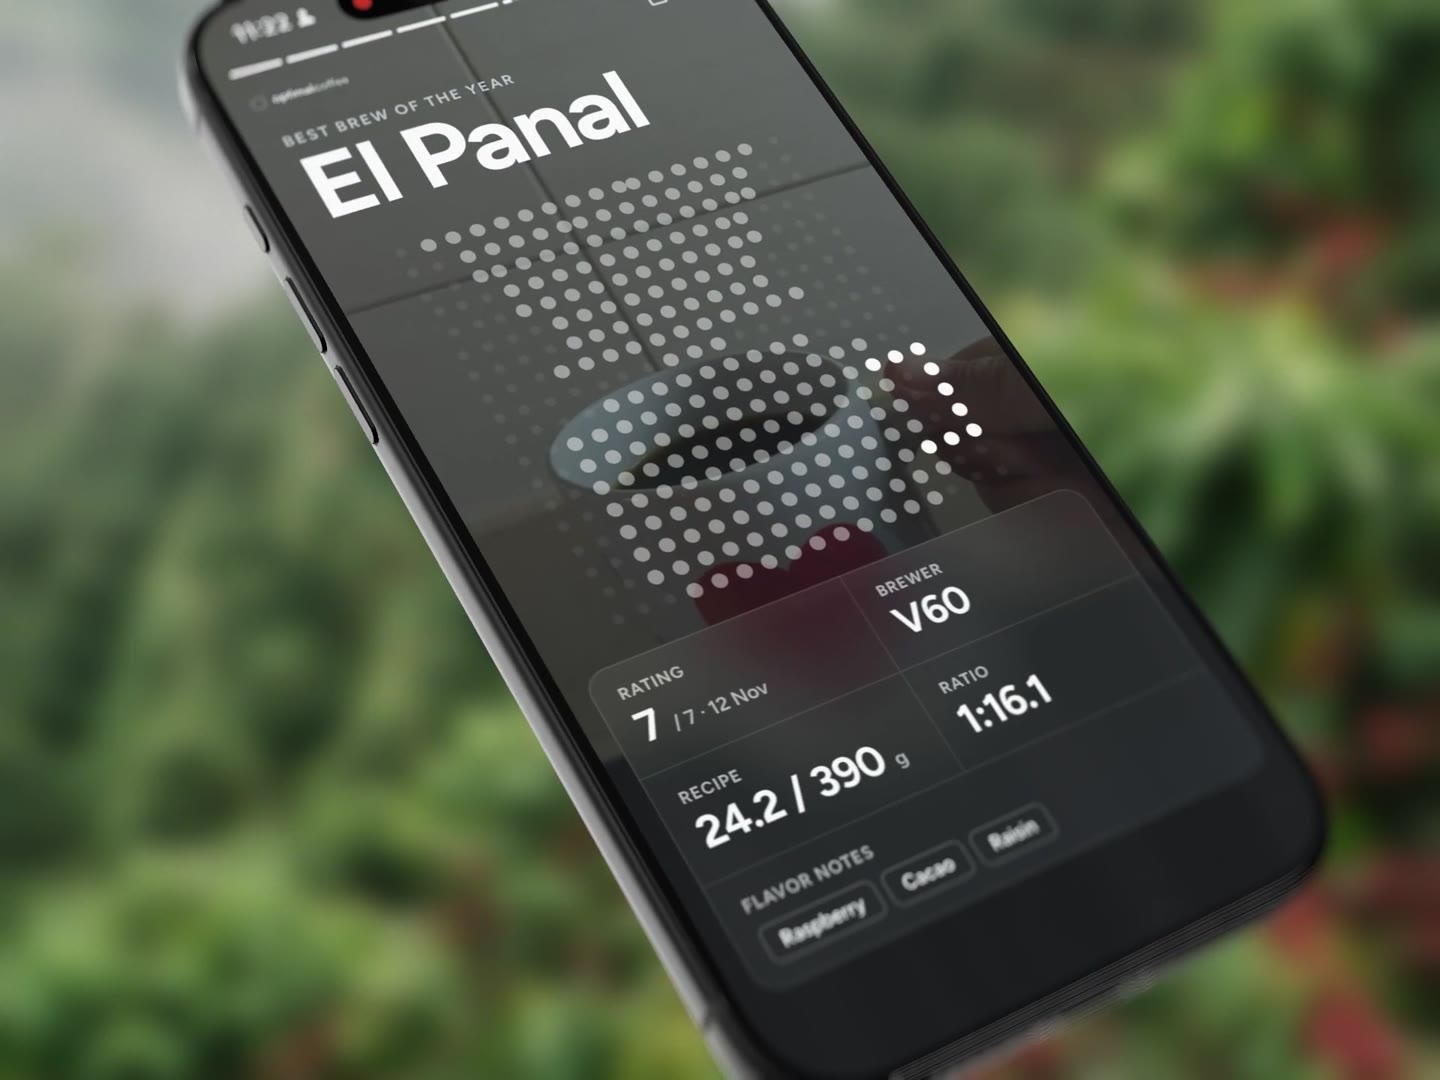 11:22
optimalcoffee
BEST BREW OF THE YEAR
El Panal
RATING
7 / 7 · 12 Nov
BREWER
V60
RECIPE
24.2 / 390 g
RATIO
1:16.1
FLAVOR NOTES
Raspberry Cacao Raisin